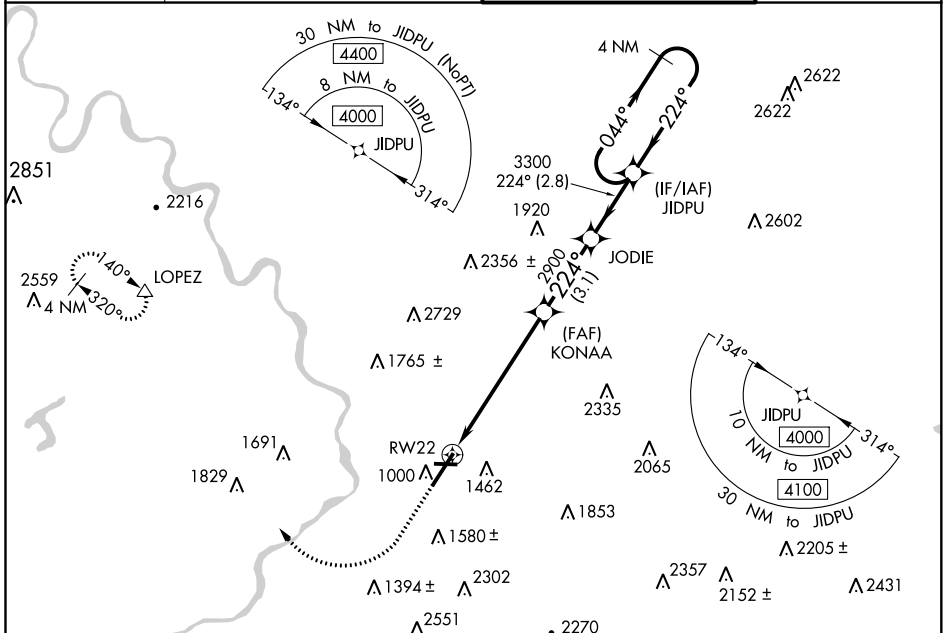 30 NM to JIDPU (NoPT)
4400
8 NM to JIDPU
4000
134°
JIDPU
314°
4 NM
044°
224°
2622
2622
3300
224° (2.8)
(IF/IAF)
JIDPU
2851
2216
1920
2602
JODIE
2356 ±
2900
224°
(3.1)
140°
LOPEZ
2559
4 NM
320°
2729
(FAF)
KONAA
1765 ±
134°
2335
JIDPU
4000
314°
10 NM to JIDPU
4100
30 NM to JIDPU
1691
RW22
1829
1000
1462
2065
1853
1580 ±
2205 ±
1394 ±
2302
2357
2152 ±
2431
2551
2270